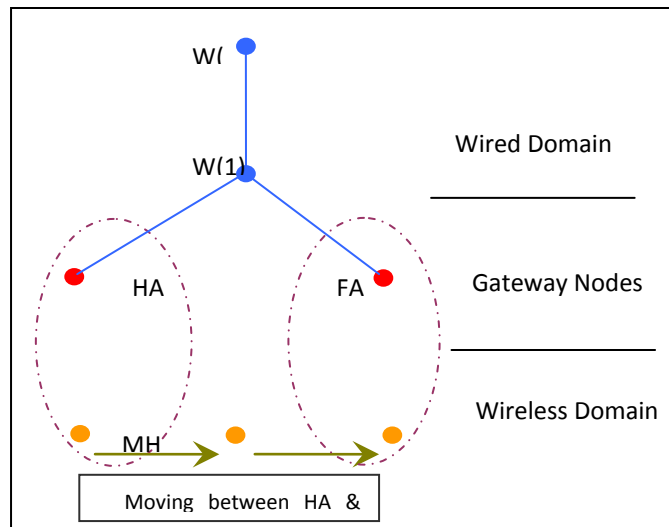 W(
Wired Domain
W(1)
HA
FA
Gateway Nodes
Wireless Domain
MH
Moving between HA &